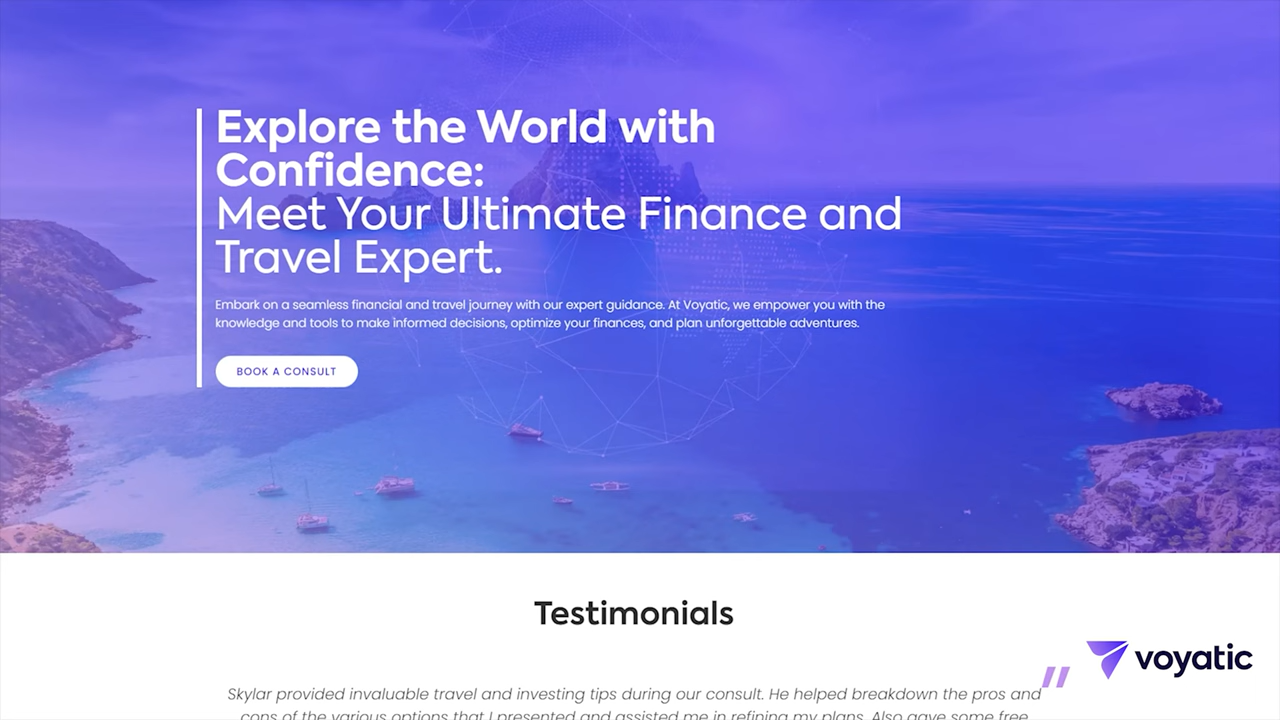 Explore the World with
Confidence:
Meet Your Ultimate Finance and
Travel Expert.
Embark on a seamless financial and travel journey with our expert guidance. At Voyatic, we empower you with the
knowledge and tools to make informed decisions, optimize your finances, and plan unforgettable adventures.
BOOK A CONSULT
Testimonials
voyatic
Skylar provided invaluable travel and investing tips during our consult. He helped breakdown the pros and
cons of the various options that I presented and assisted me in refining my plans. Also gave some free